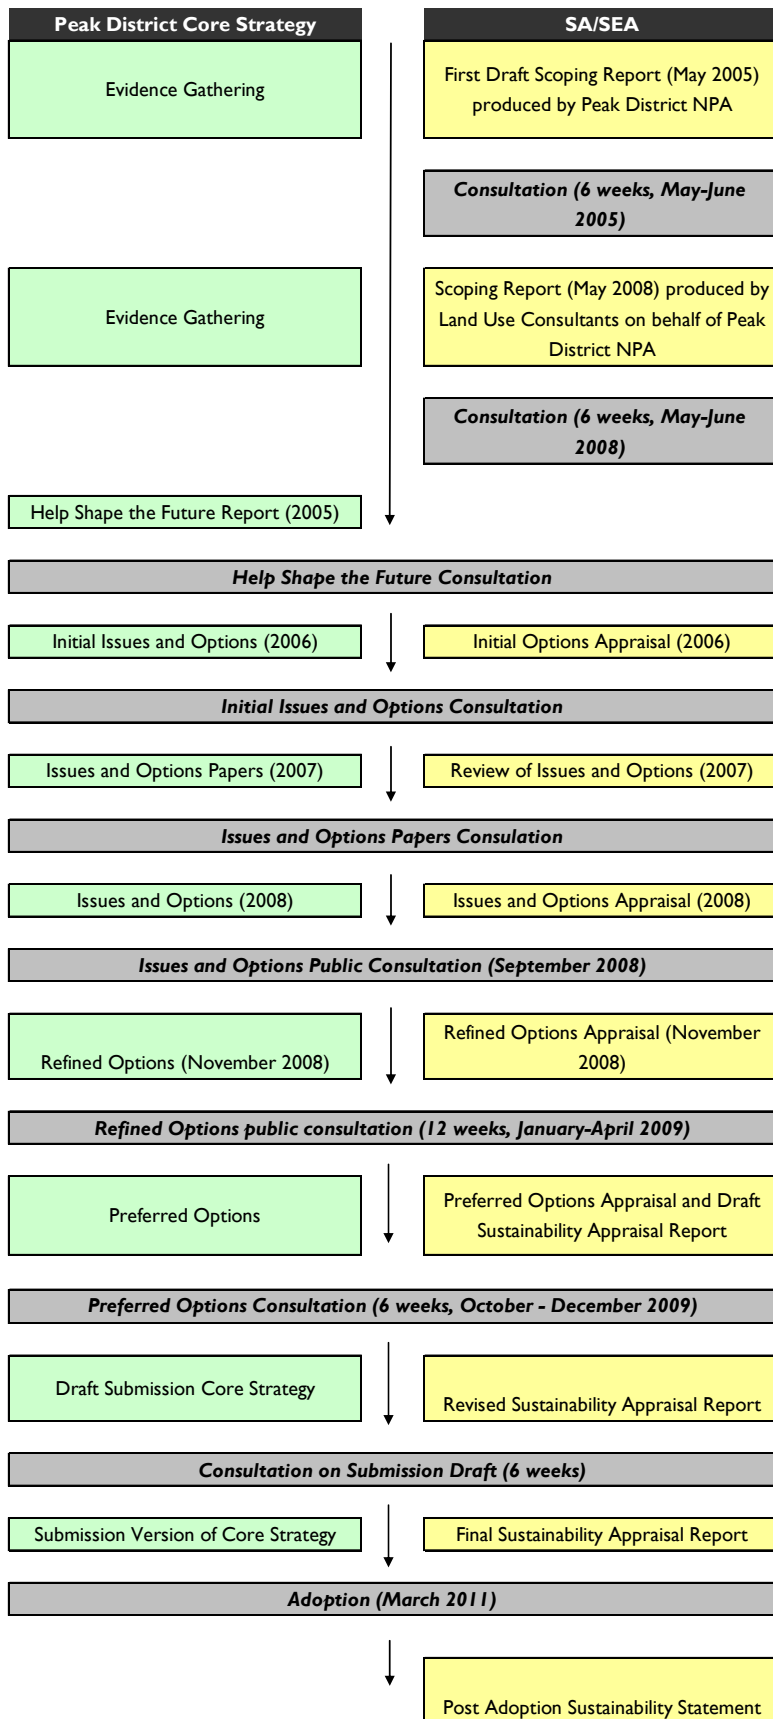 Peak District Core Strategy
SA/SEA
Evidence Gathering
First Draft Scoping Report (May 2005)
produced by Peak District NPA
Consultation (6 weeks, May-June
2005)
Evidence Gathering
Scoping Report (May 2008) produced by
Land Use Consultants on behalf of Peak
District NPA
Consultation (6 weeks, May-June
2008)
Help Shape the Future Report (2005)
Help Shape the Future Consultation
Initial Issues and Options (2006)
Initial Options Appraisal (2006)
Initial Issues and Options Consultation
Issues and Options Papers (2007)
Review of Issues and Options (2007)
Issues and Options Papers Consulation
Issues and Options (2008)
Issues and Options Appraisal (2008)
Issues and Options Public Consultation (September 2008)
Refined Options (November 2008)
Refined Options Appraisal (November
2008)
Refined Options public consultation (12 weeks, January-April 2009)
Preferred Options
Preferred Options Appraisal and Draft
Sustainability Appraisal Report
Preferred Options Consultation (6 weeks, October - December 2009)
Draft Submission Core Strategy
Revised Sustainability Appraisal Report
Consultation on Submission Draft (6 weeks)
Submission Version of Core Strategy
Final Sustainability Appraisal Report
Adoption (March 2011)
Post Adoption Sustainability Statement